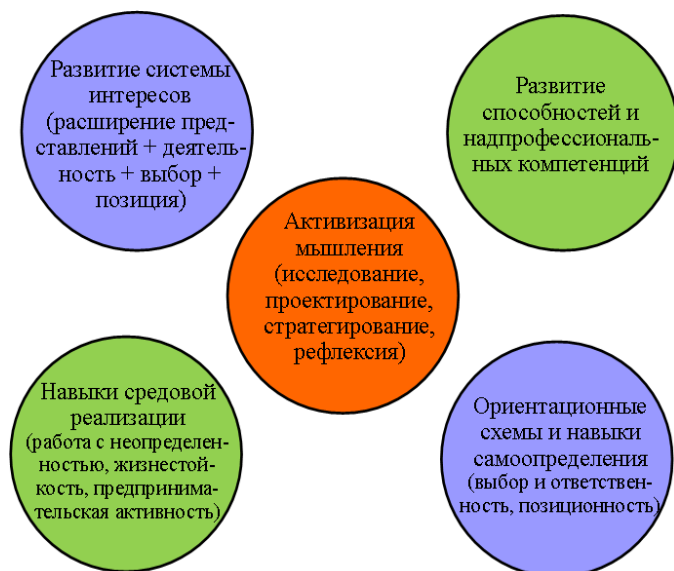 Развитие системы
интересов
(расширение пред-
ставлений + деятель-
ность + выбор +
позиция)
Развитие
способностей и
надпрофессиональ-
ных компетенций
Активизация
мышления
(исследование,
проектирование,
стратегирование,
рефлексия)
Навыки средовой
реализации
(работа с неопределен-
ностью, жизнестой-
кость, предпринима-
тельская активность)
Ориентационные
схемы и навыки
самоопределения
(выбор и ответствен-
ность, позиционность)